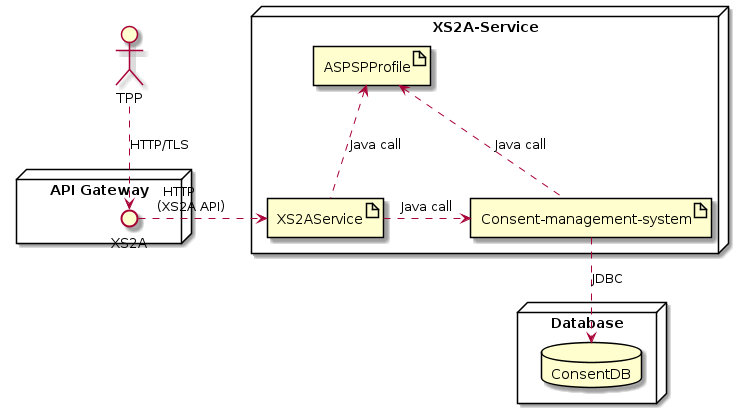 XS2A-Service
ASPSPProfile
TPP
HTTP/TLS
Java call
Java call
API Gateway
HTTP
(XS2A API)
XS2A
XS2AService
Java call
Consent-management-system
JDBC
Database
ConsentDB